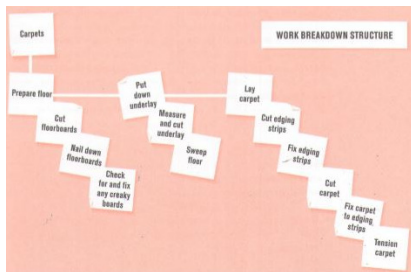 Carpets
WORK BREAKDOWN STRUCTURE
Prepare floor
Cut
floorboards
Nail down
floorboards
Check
for and fix
any creaky
boards
Put
down
underlay
Measure
and cut
underlay
Sweep
floor
Lay
carpet
Cut edging
strips
Fix edging
strips
Cut
carpet
Fix carpet
to edging
strips
Tension
carpet